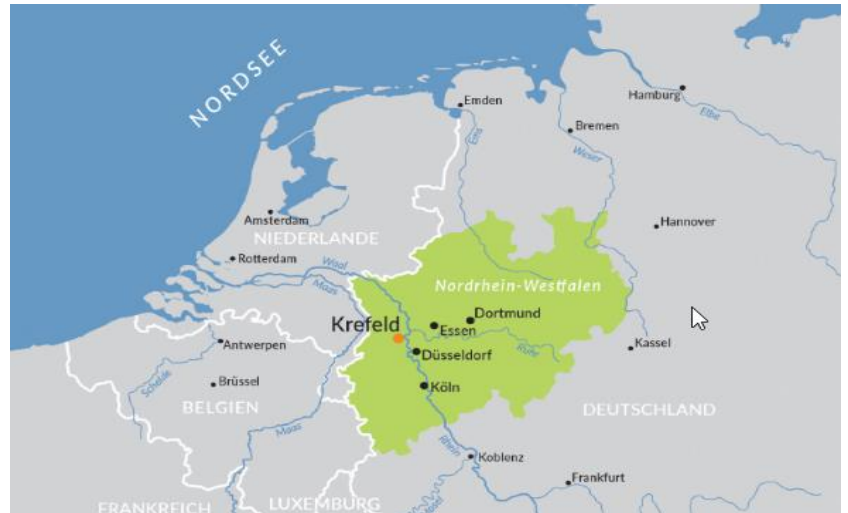 NORDSEE
Emden
Hamburg
Elbe
Bremen
Ems
Weser
Amsterdam
Hannover
NIEDERLANDE
Rotterdam
Waal
Maas
Nordrhein-Westfalen
Krefeld
Dortmund
Essen
Ruhr
Antwerpen
Düsseldorf
Kassel
Schelde
Brüssel
Köln
BELGIEN
DEUTSCHLAND
Maas
Rhein
Koblenz
Frankfurt
FRANKREICH
LUXEMBURG
Mosel